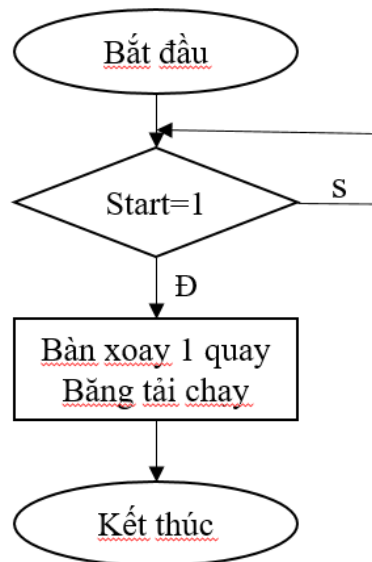 Bắt đầu
Start=1
S
Đ
Bàn xoay 1 quay
Băng tải chay
Kết thúc